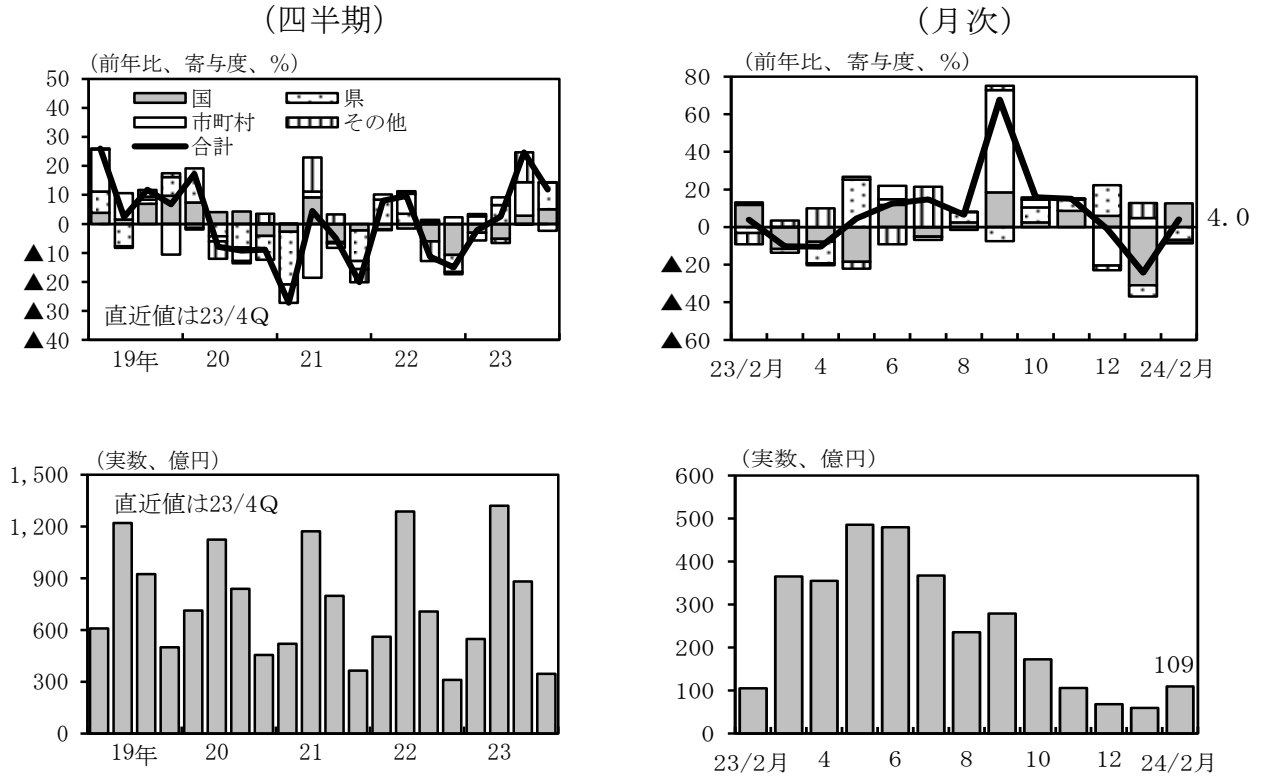 (四半期)
(前年比、寄与度、%)
50
40
30
20
10
0
▲10
▲20
▲30
▲40
国
県
市町村
その他
合計
直近値は23/4Q
19年 20 21 22 23
(月次)
(前年比、寄与度、%)
80
60
40
20
0
▲20
▲40
▲60
4.0
23/2月 4 6 8 10 12 24/2月
(実数、億円)
1,500
1,200
900
600
300
0
直近値は23/4Q
19年 20 21 22 23
(実数、億円)
600
500
400
300
200
100
0
109
23/2月 4 6 8 10 12 24/2月